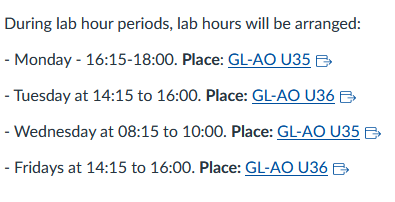 During lab hour periods, lab hours will be arranged:
- Monday - 16:15-18:00. Place: GL-AO U35
- Tuesday at 14:15 to 16:00. Place: GL-AO U36
- Wednesday at 08:15 to 10:00. Place: GL-AO U35
- Fridays at 14:15 to 16:00. Place: GL-AO U36